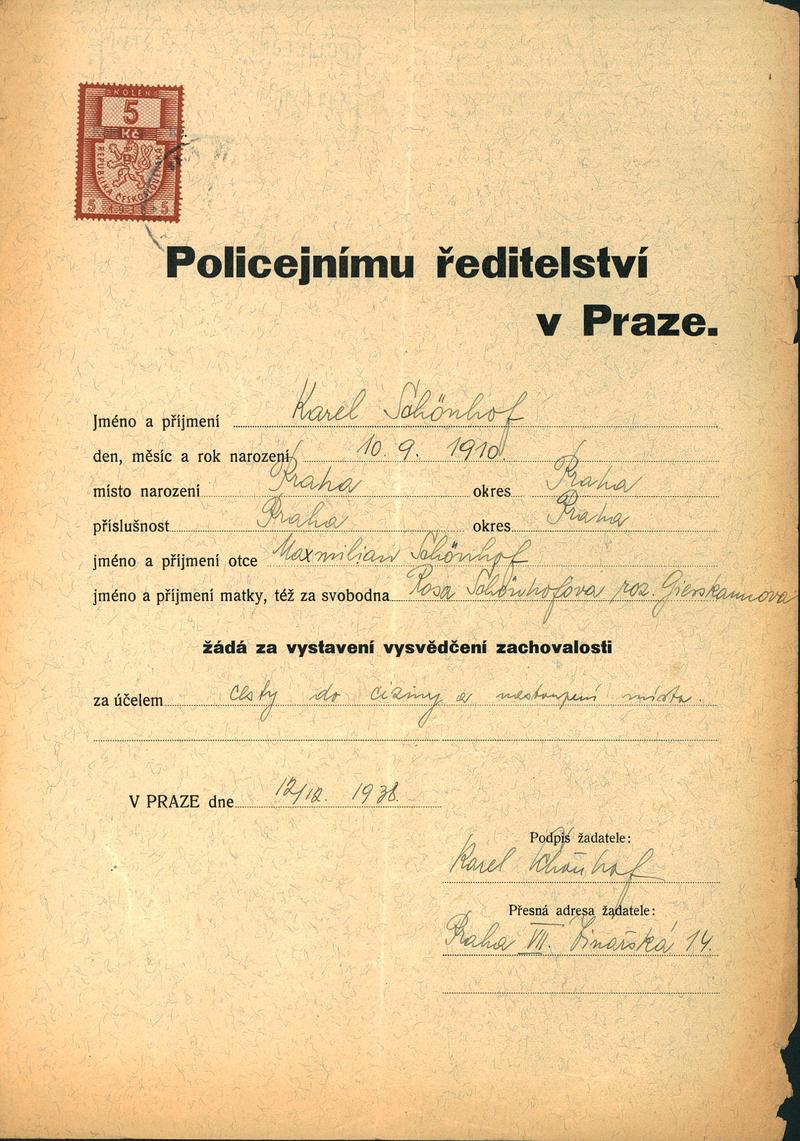 KOLEK
5
Kč
REPUBLIKA ČESKOSLOVENSKÁ
5 5
Policejnímu ředitelství
v Praze.
Jméno a příjmení Karel Schönhof
den, měsíc a rok narození 10. 9. 1910.
místo narození Praha okres Praha
příslušnost Praha okres Praha
jméno a příjmení otce Maxmilian Schönhof
jméno a příjmení matky, též za svobodna Rosa Schönhofova roz.
žádá za vystavení vysvědčení zachovalosti
za účelem cesty do ciziny a nastoupení místa.
V PRAZE dne 12/12. 1938.
Podpis žadatele:
Karel Schönhof
Přesná adresa žadatele:
Praha VII. Vinařská 14.